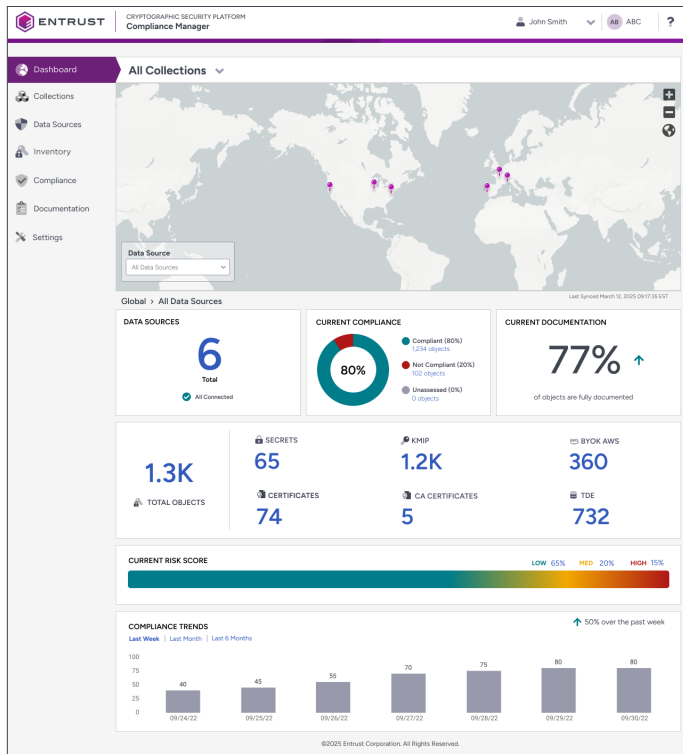 ENTRUST
CRYPTOGRAPHIC SECURITY PLATFORM
Compliance Manager
John Smith
AB ABC
?
Dashboard
Collections
Data Sources
Inventory
Compliance
Documentation
Settings
All Collections
Data Source
All Data Sources
Global > All Data Sources
Last Synced March 12, 2025 09:17:35 EST
DATA SOURCES
6
Total
All Connected
CURRENT COMPLIANCE
80%
Compliant (80%)
1,234 objects
Not Compliant (20%)
102 objects
Unassessed (0%)
0 objects
CURRENT DOCUMENTATION
77%
of objects are fully documented
1.3K
TOTAL OBJECTS
SECRETS
65
KMIP
1.2K
BYOK AWS
360
CERTIFICATES
74
CA CERTIFICATES
5
TDE
732
CURRENT RISK SCORE
LOW 65% MED 20% HIGH 15%
COMPLIANCE TRENDS
50% over the past week
Last Week | Last Month | Last 6 Months
100
75
50
25
0
40
45
55
70
75
80
80
09/24/22
09/25/22
09/26/22
09/27/22
09/28/22
09/29/22
09/30/22
©2025 Entrust Corporation. All Rights Reserved.